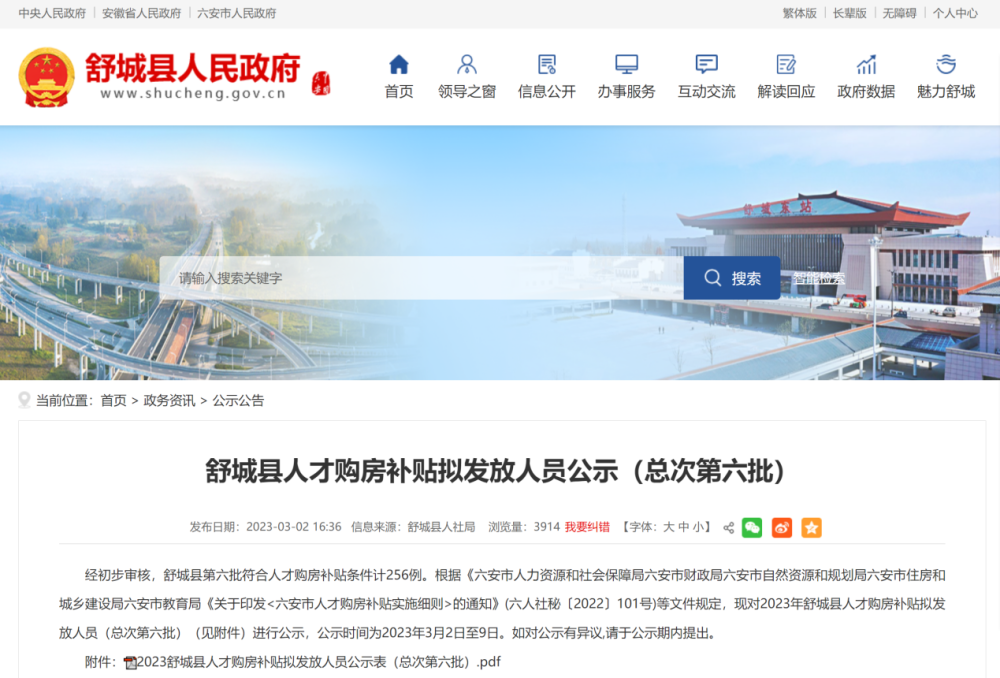 中央人民政府 安徽省人民政府 六安市人民政府 繁体版 长辈版 无障碍 个人中心
舒城县人民政府
www.shucheng.gov.cn
首页 领导之窗 信息公开 办事服务 互动交流 解读回应 政府数据 魅力舒城
舒城东站
请输入搜索关键字 搜索 智能检索
当前位置：首页 > 政务资讯 > 公示公告
舒城县人才购房补贴拟发放人员公示（总次第六批）
发布日期：2023-03-02 16:36 信息来源：舒城县人社局 浏览量：3914 我要纠错 【字体：大 中 小】
经初步审核，舒城县第六批符合人才购房补贴条件计256例。根据《六安市人力资源和社会保障局六安市财政局六安市自然资源和规划局六安市住房和
城乡建设局六安市教育局《关于印发<六安市人才购房补贴实施细则>的通知》(六人社秘〔2022〕101号)等文件规定，现对2023年舒城县人才购房补贴拟发
放人员（总次第六批）（见附件）进行公示，公示时间为2023年3月2日至9日。如对公示有异议,请于公示期内提出。
附件：2023舒城县人才购房补贴拟发放人员公示表（总次第六批）.pdf